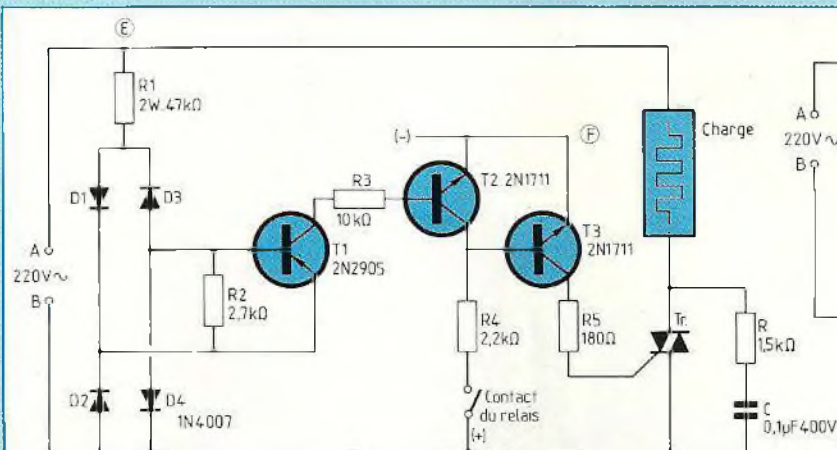 E
R1
2W.47kΩ
D1
D3
A
220V~
B
R2
2,7kΩ
D2
D4
1N4007
T1
2N2905
R3
10kΩ
(-)
T2 2N1711
F
T3
2N1711
R4
2,2kΩ
R5
180Ω
Contact
du relais
(+)
Charge
Tr.
R
1,5kΩ
C
0,1µF400V
A
220V~
B